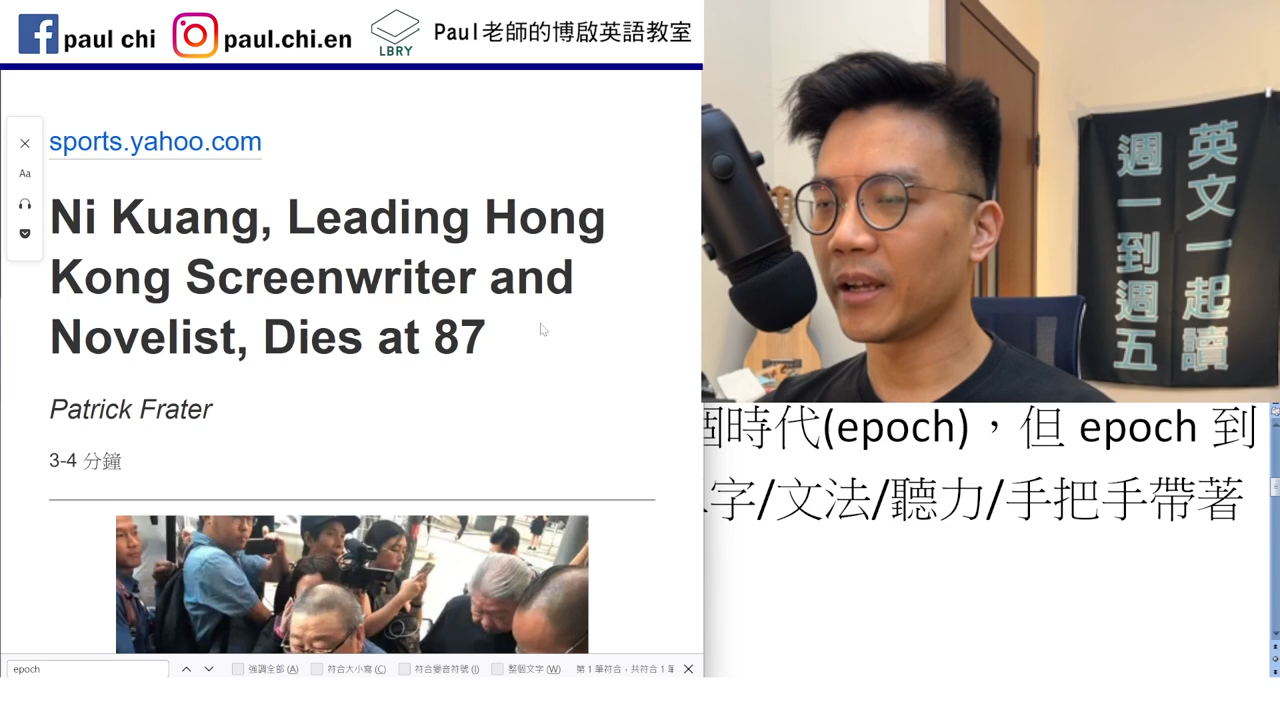 paul chi
paul.chi.en
LBRY
Paul老師的博啟英語教室
sports.yahoo.com
Aa
Ni Kuang, Leading Hong
Kong Screenwriter and
Novelist, Dies at 87
Patrick Frater
3-4 分鐘
英文一起讀
週一到週五
個時代(epoch)，但 epoch 到
字/文法/聽力/手把手帶著
epoch
強調全部(A)
符合大小寫(C)
符合變音符號(I)
整個文字(W)
第 1 筆符合，共符合 1 筆